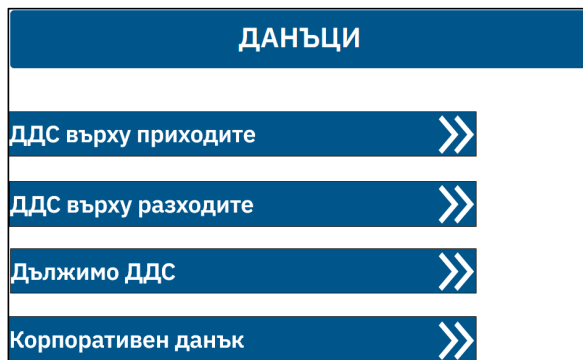 ДАНЪЦИ
ДДС върху приходите
ДДС върху разходите
Дължимо ДДС
Корпоративен данък